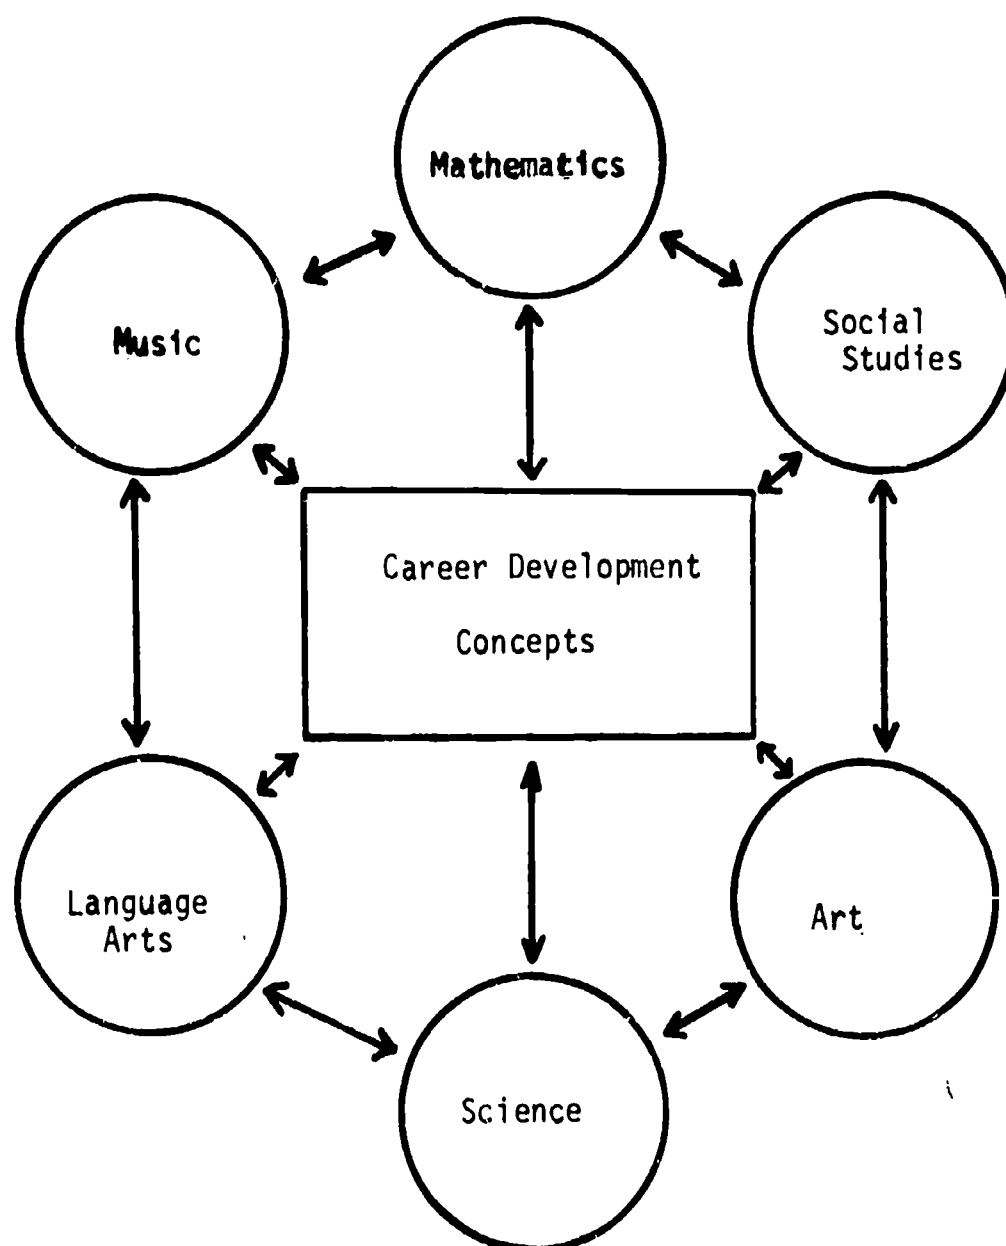 Mathematics
Music
Social
Studies
Career Development
Concepts
Language
Arts
Art
Science